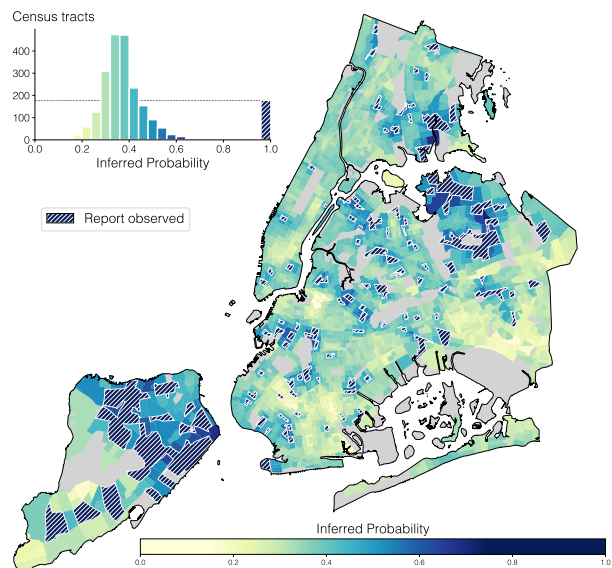 Census tracts
400
300
200
100
0
0.0 0.2 0.4 0.6 0.8 1.0
Inferred Probability
Report observed
Inferred Probability
0.0 0.2 0.4 0.6 0.8 1.0